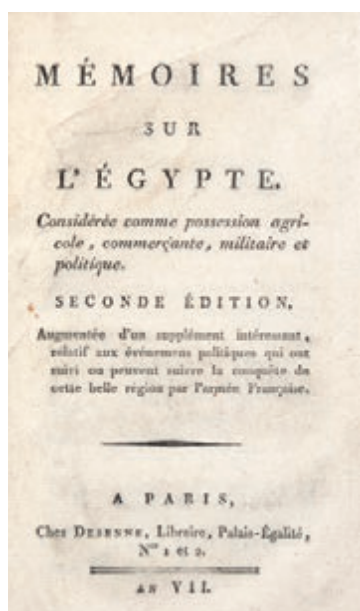 MÉMOIRES
SUR
L'ÉGYPTE.
Considérée comme possession agri-
cole, commerçante, militaire et
politique.
SECONDE ÉDITION,
Augmentée d'un supplément intéressant,
relatif aux événemens politiques qui ont
suivi ou peuvent suivre la conquête de
cette belle région par l'armée Françoise.
A PARIS,
Chez DESENNE, Libraire, Palais-Égalité,
Nos 1 et 2.
AN VII.